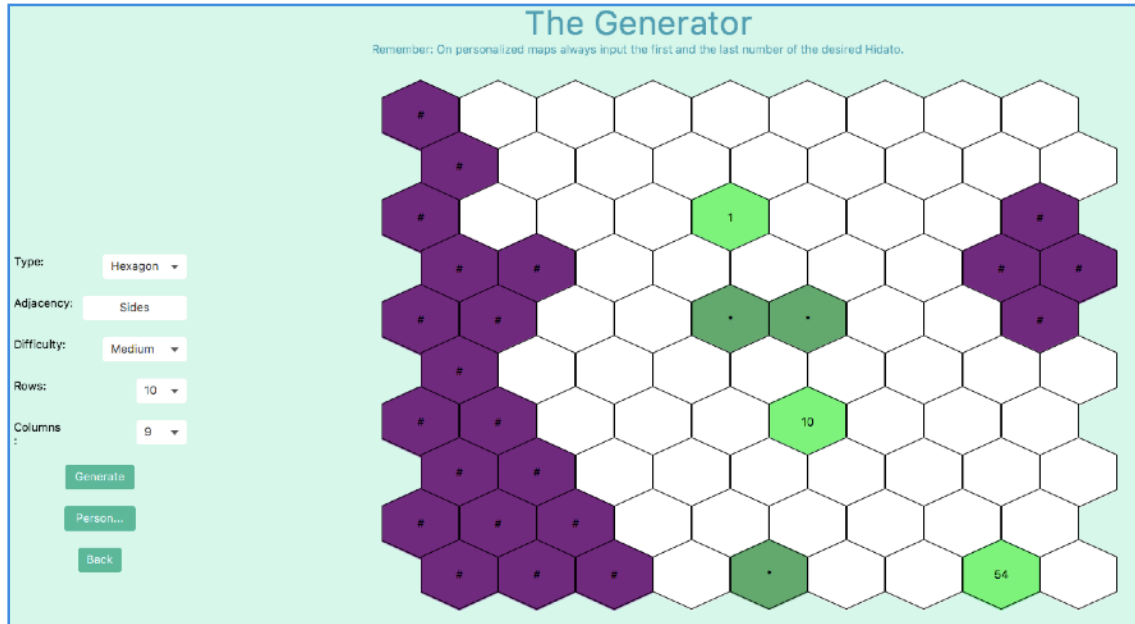 The Generator
Remember: On personalized maps always input the first and the last number of the desired Hidato.
#
#
# 1 #
# # # #
# # * * #
#
# # 10
# #
# # #
# # # * 54
Type: Hexagon
Adjacency: Sides
Difficulty: Medium
Rows: 10
Columns 9
:
Generate
Person...
Back